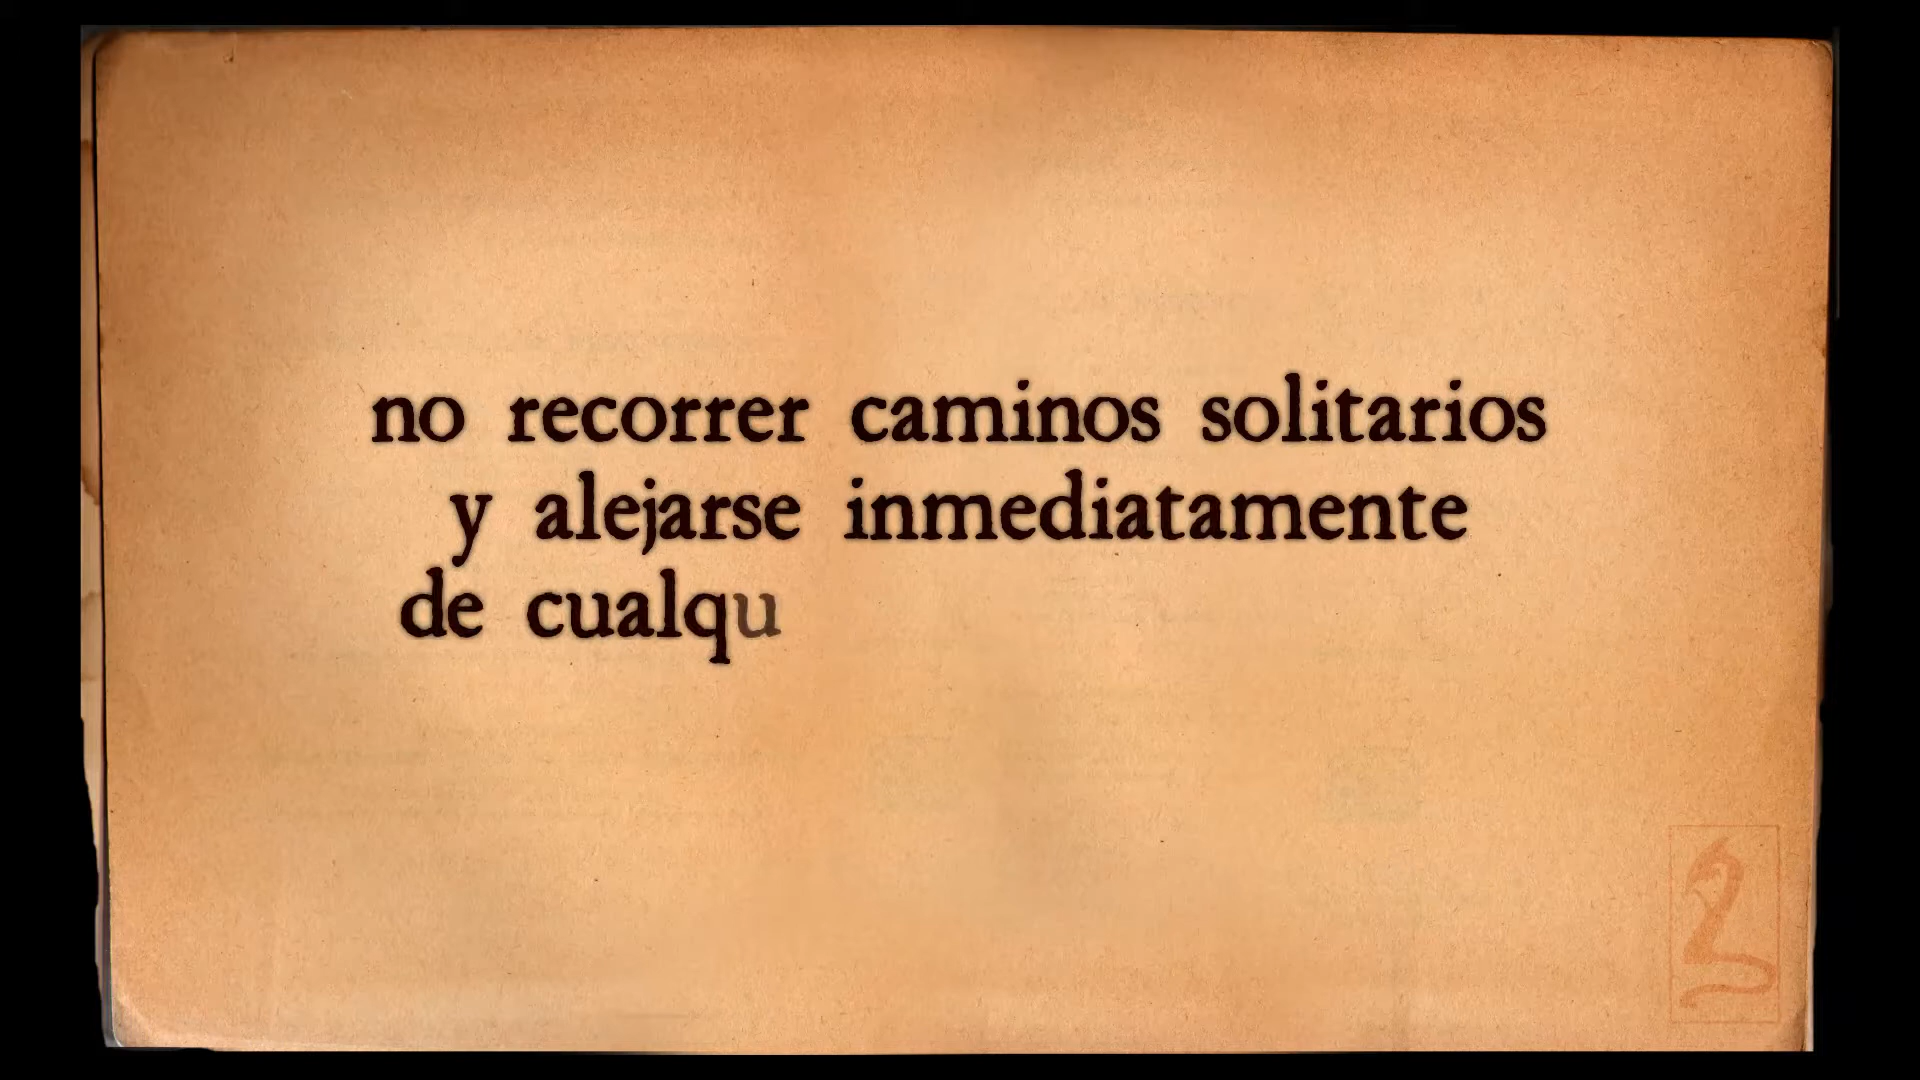 no recorrer caminos solitarios
y alejarse inmediatamente
de cualqu